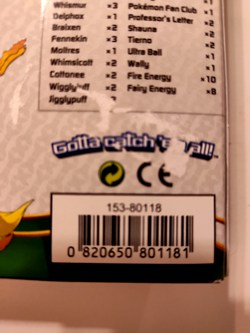 Whismur ×3
Delphox ×1
Braixen ×2
Fennekin ×3
Moltres ×1
Whimsicott ×2
Cottonee ×2
Wigglytuff ×2
Jigglypuff
Pokémon Fan Club
Professor's Letter ×2
Shauna ×2
Tierno ×2
Ultra Ball ×1
Wally ×1
Fire Energy ×10
Fairy Energy ×8
Gotta catch 'em all!
CE
153-80118
0 820650 801181